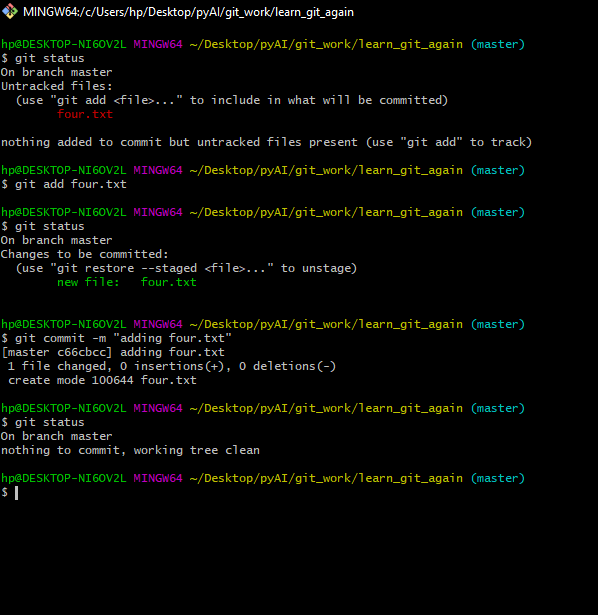 MINGW64:/c/Users/hp/Desktop/pyAI/git_work/learn_git_again
hp@DESKTOP-NI6OV2L MINGW64 ~/Desktop/pyAI/git_work/learn_git_again (master)
$ git status
On branch master
Untracked files:
  (use "git add <file>..." to include in what will be committed)
        four.txt

nothing added to commit but untracked files present (use "git add" to track)

hp@DESKTOP-NI6OV2L MINGW64 ~/Desktop/pyAI/git_work/learn_git_again (master)
$ git add four.txt

hp@DESKTOP-NI6OV2L MINGW64 ~/Desktop/pyAI/git_work/learn_git_again (master)
$ git status
On branch master
Changes to be committed:
  (use "git restore --staged <file>..." to unstage)
        new file:   four.txt

hp@DESKTOP-NI6OV2L MINGW64 ~/Desktop/pyAI/git_work/learn_git_again (master)
$ git commit -m "adding four.txt"
[master c66cbcc] adding four.txt
 1 file changed, 0 insertions(+), 0 deletions(-)
 create mode 100644 four.txt

hp@DESKTOP-NI6OV2L MINGW64 ~/Desktop/pyAI/git_work/learn_git_again (master)
$ git status
On branch master
nothing to commit, working tree clean

hp@DESKTOP-NI6OV2L MINGW64 ~/Desktop/pyAI/git_work/learn_git_again (master)
$